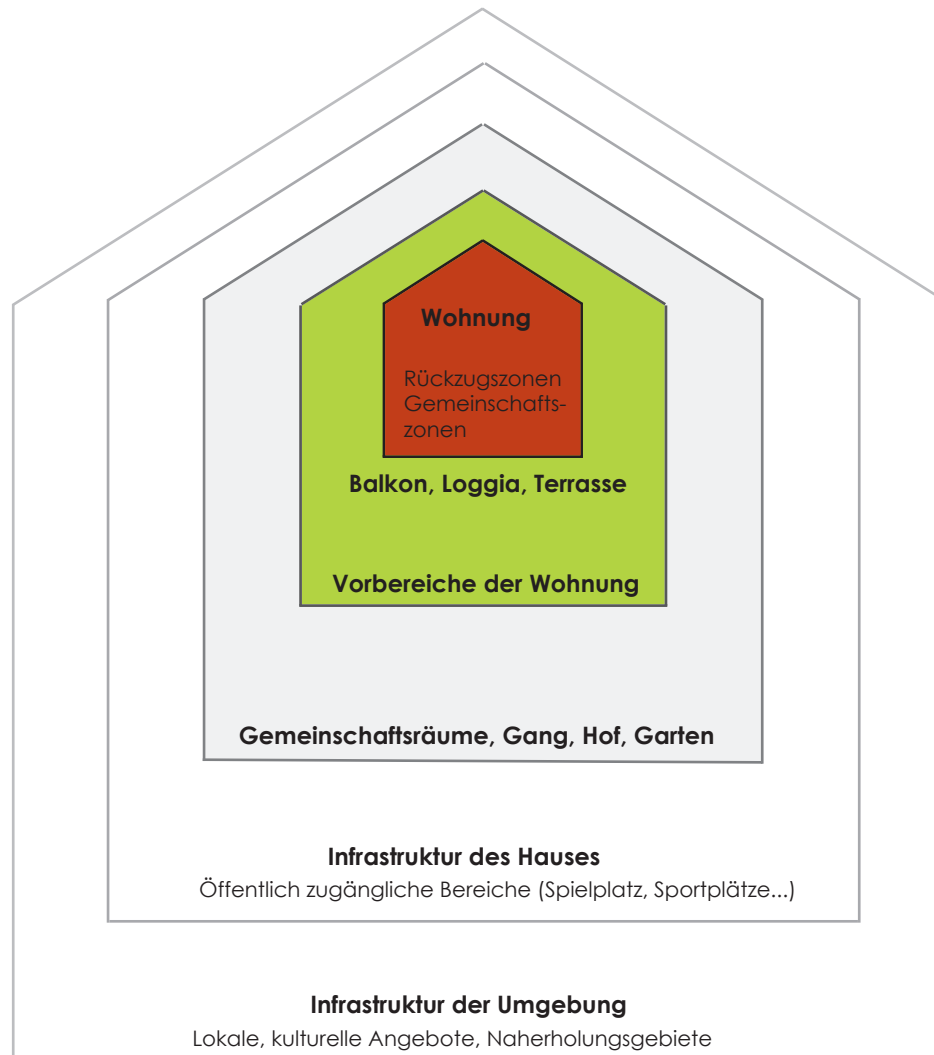 Wohnung
Rückzugszonen
Gemeinschafts-
zonen
Balkon, Loggia, Terrasse
Vorbereiche der Wohnung
Gemeinschaftsräume, Gang, Hof, Garten
Infrastruktur des Hauses
Öffentlich zugängliche Bereiche (Spielplatz, Sportplätze...)
Infrastruktur der Umgebung
Lokale, kulturelle Angebote, Naherholungsgebiete